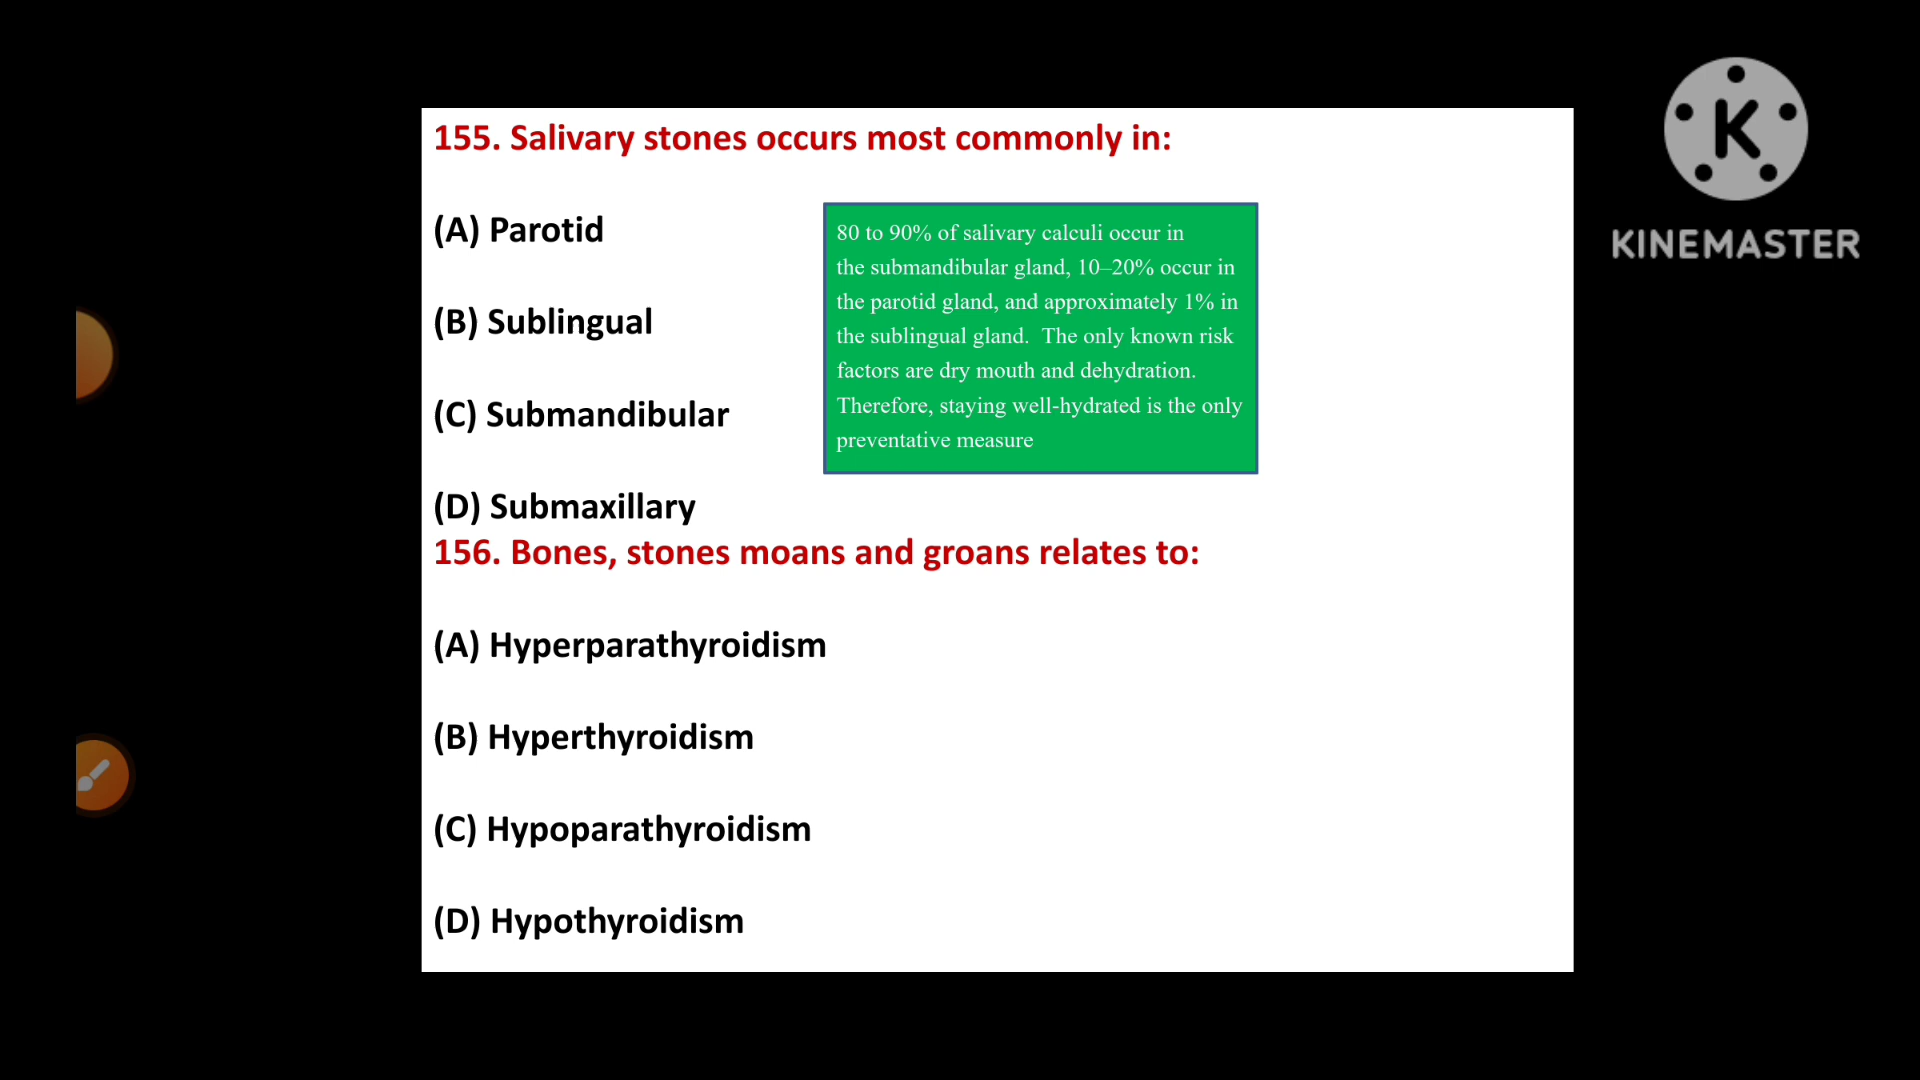 155. Salivary stones occurs most commonly in:
(A) Parotid
(B) Sublingual
(C) Submandibular
(D) Submaxillary
80 to 90% of salivary calculi occur in
the submandibular gland, 10–20% occur in
the parotid gland, and approximately 1% in
the sublingual gland. The only known risk
factors are dry mouth and dehydration.
Therefore, staying well-hydrated is the only
preventative measure
156. Bones, stones moans and groans relates to:
(A) Hyperparathyroidism
(B) Hyperthyroidism
(C) Hypoparathyroidism
(D) Hypothyroidism
K
KINEMASTER